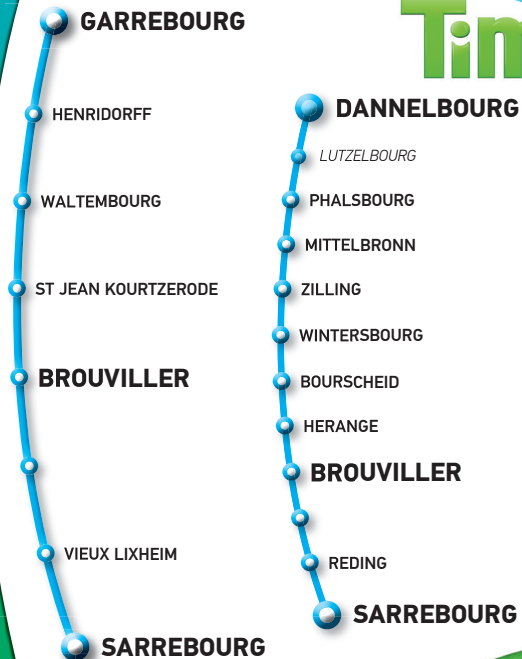 GARREBOURG
HENRIDORFF
WALTEMBOURG
ST JEAN KOURTZERODE
BROUVILLER
VIEUX LIXHEIM
SARREBOURG
Tim
DANNELBOURG
LUTZELBOURG
PHALSBOURG
MITTELBRONN
ZILLING
WINTERSBOURG
BOURSCHEID
HERANGE
BROUVILLER
REDING
SARREBOURG